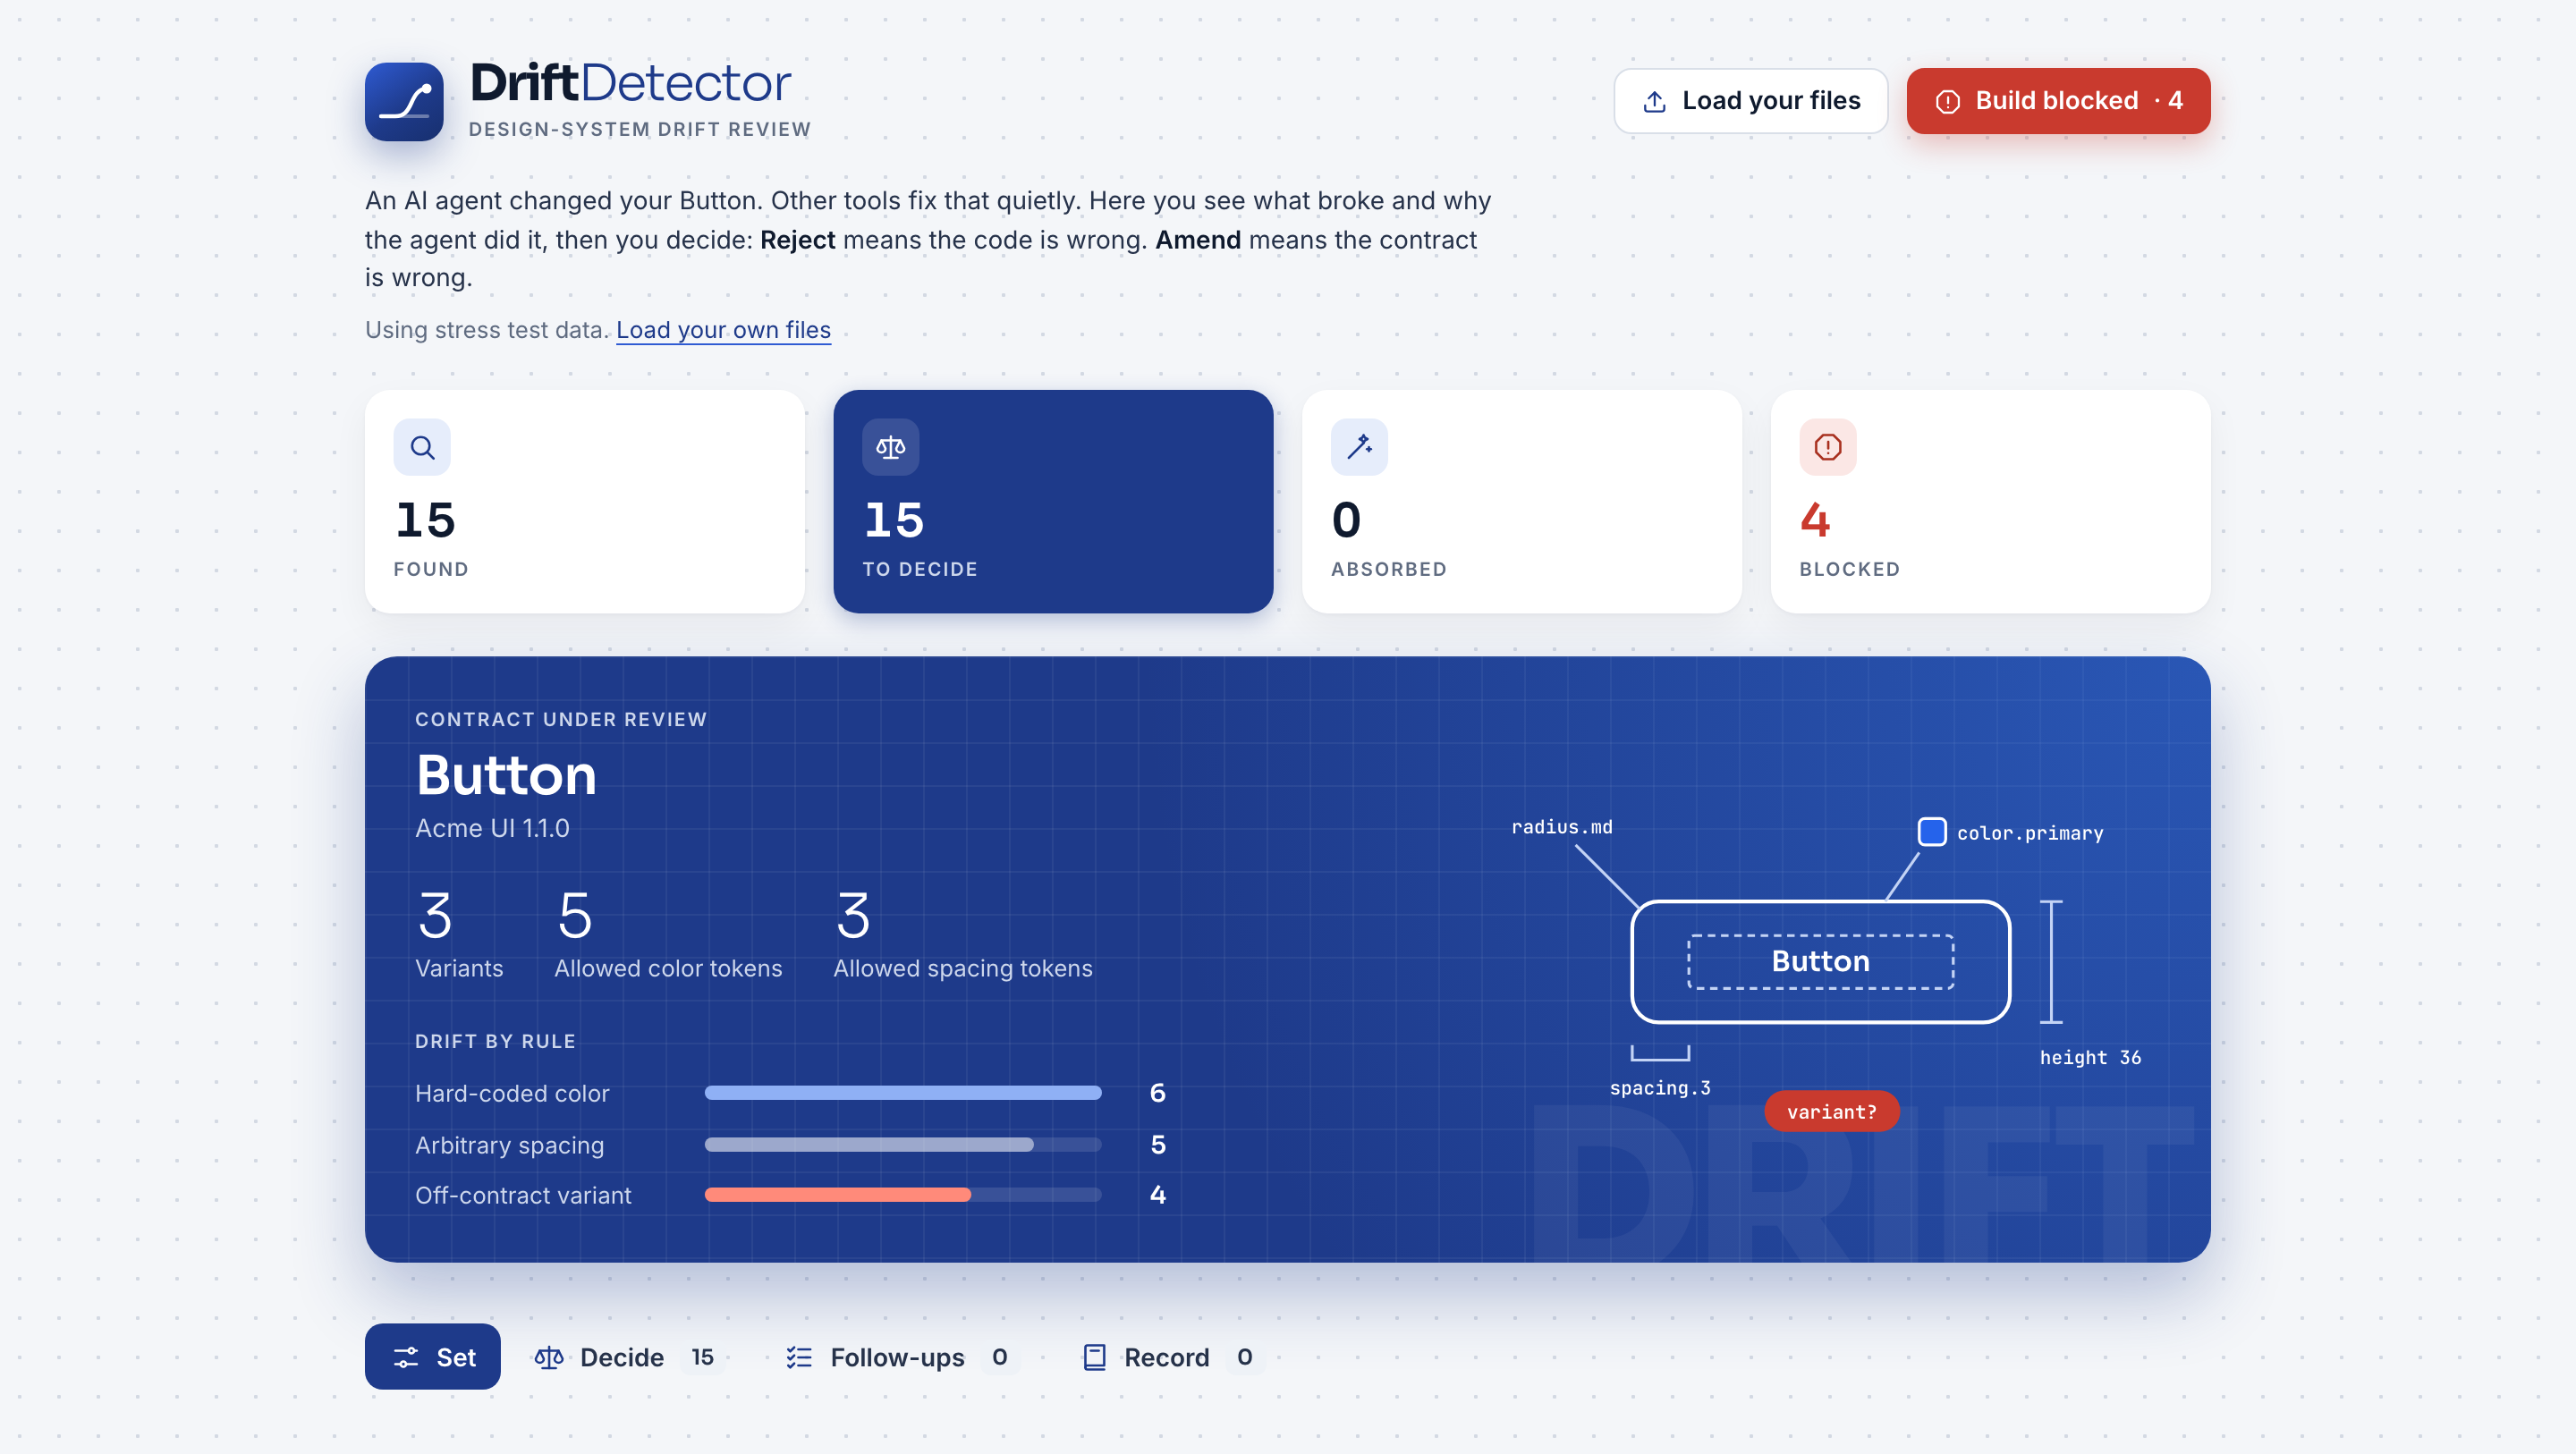 DriftDetector
DESIGN-SYSTEM DRIFT REVIEW
Load your files
Build blocked · 4
An AI agent changed your Button. Other tools fix that quietly. Here you see what broke and why
the agent did it, then you decide: Reject means the code is wrong. Amend means the contract
is wrong.
Using stress test data. Load your own files
15
FOUND
15
TO DECIDE
0
ABSORBED
4
BLOCKED
CONTRACT UNDER REVIEW
Button
Acme UI 1.1.0
3
Variants
5
Allowed color tokens
3
Allowed spacing tokens
DRIFT BY RULE
Hard-coded color 6
Arbitrary spacing 5
Off-contract variant 4
radius.md
color.primary
Button
height 36
spacing.3
variant?
DRIFT
Set
Decide 15
Follow-ups 0
Record 0